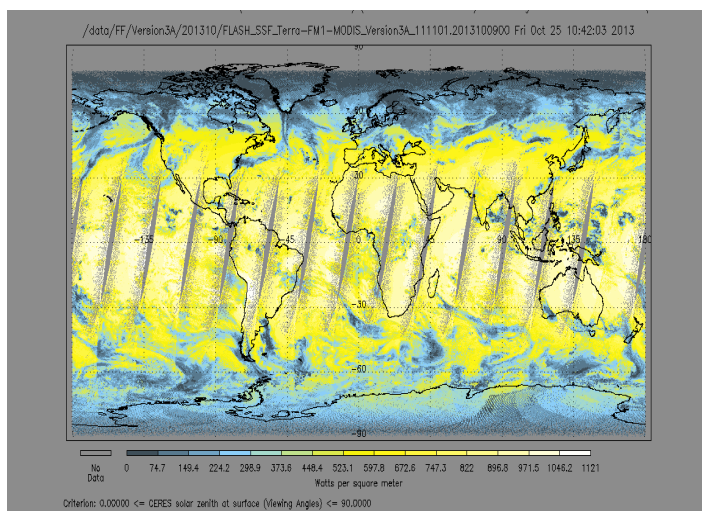 /data/FF/Version3A/201310/FLASH_SSF_Terra-FM1-MODIS_Version3A_111101.2013100900 Fri Oct 25 10:42:03 2013
90
60
30
-135 -90 -45 0 45 90 135 180
-30
-60
-90
No Data
0 74.7 149.4 224.2 298.9 373.6 448.4 523.1 597.8 672.6 747.3 822 896.8 971.5 1046.2 1121
Watts per square meter
Criterion: 0.00000 <= CERES solar zenith at surface (Viewing Angles) <= 90.0000